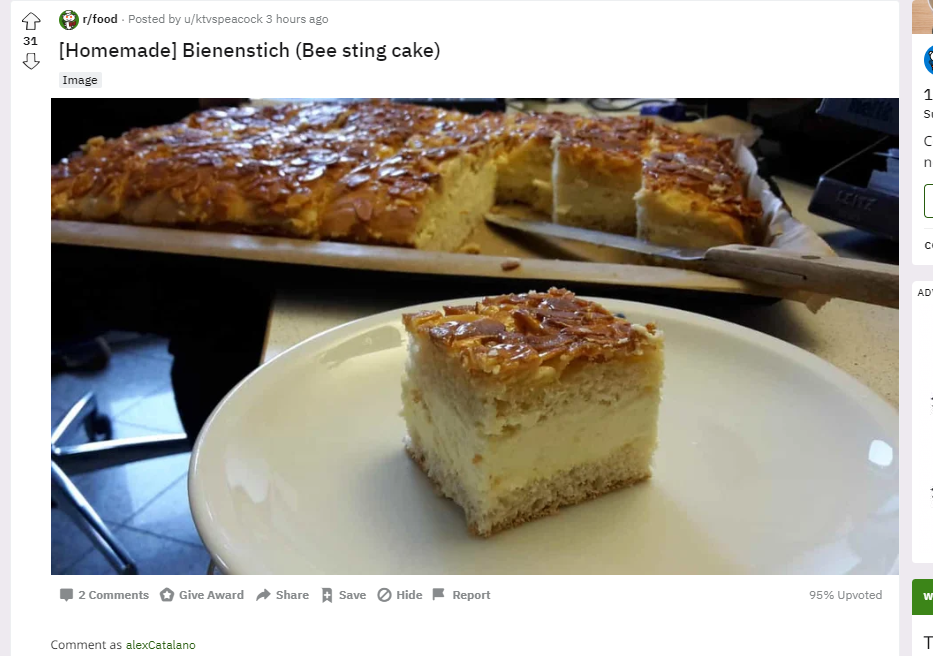 r/food · Posted by u/ktvspeacock 3 hours ago
31
[Homemade] Bienenstich (Bee sting cake)
Image
LEITZ
2 Comments Give Award Share Save Hide Report 95% Upvoted
Comment as alexCatalano